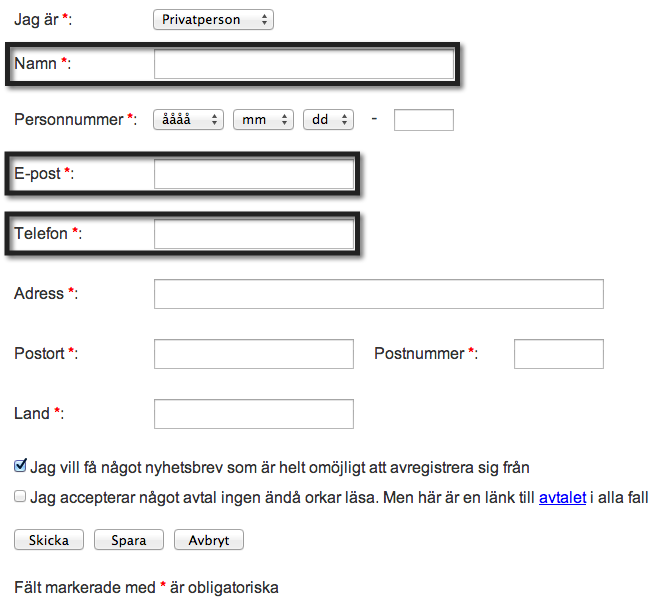 Jag är *: Privatperson
Namn *:
Personnummer *: åååå mm dd -
E-post *:
Telefon *:
Adress *:
Postort *: Postnummer *:
Land *:
Jag vill få något nyhetsbrev som är helt omöjligt att avregistrera sig från
Jag accepterar något avtal ingen ändå orkar läsa. Men här är en länk till avtalet i alla fall
Skicka Spara Avbryt
Fält markerade med * är obligatoriska